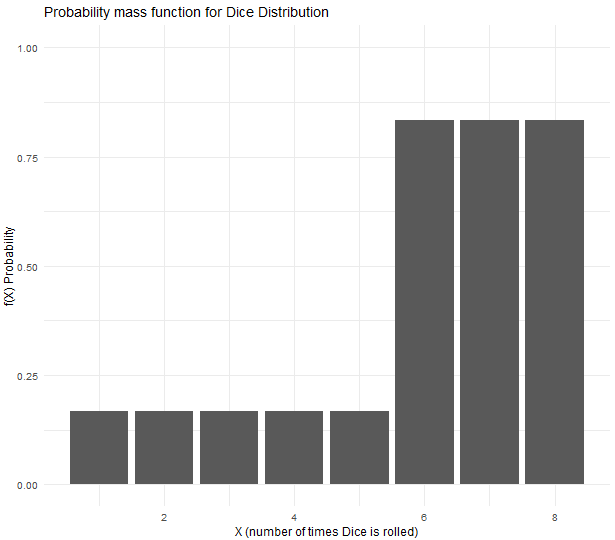 Probability mass function for Dice Distribution
1.00
0.75
0.50
0.25
0.00
f(X) Probability
2 4 6 8
X (number of times Dice is rolled)